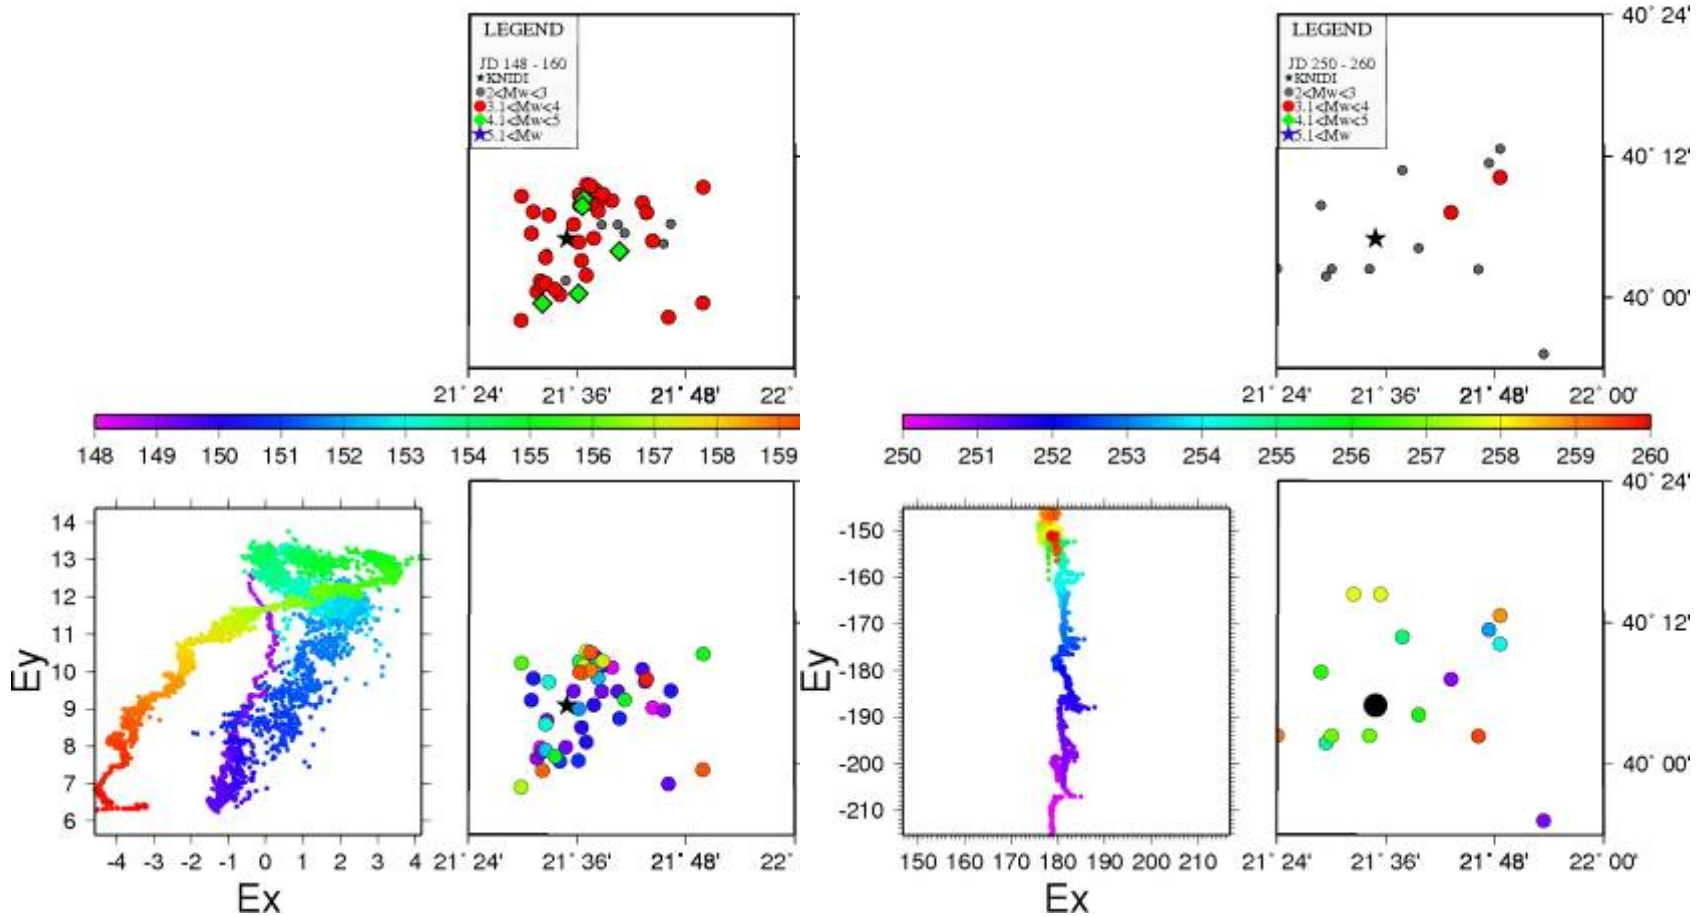 LEGEND
JD 148 - 160
KNIDI
2<Mw<3
3.1<Mw<4
4.1<Mw<5
5.1<Mw
21° 24' 21° 36' 21° 48' 22°
LEGEND
JD 250 - 260
KNIDI
2<Mw<3
3.1<Mw<4
4.1<Mw<5
5.1<Mw
40° 24'
40° 12'
40° 00'
21° 24' 21° 36' 21° 48' 22° 00'
148 149 150 151 152 153 154 155 156 157 158 159
250 251 252 253 254 255 256 257 258 259 260
14
13
12
11
10
9
8
7
6
Ey
-4 -3 -2 -1 0 1 2 3 4
Ex
21° 24' 21° 36' 21° 48' 22°
-150
-160
-170
-180
-190
-200
-210
Ey
150 160 170 180 190 200 210
Ex
40° 24'
40° 12'
40° 00'
21° 24' 21° 36' 21° 48' 22° 00'